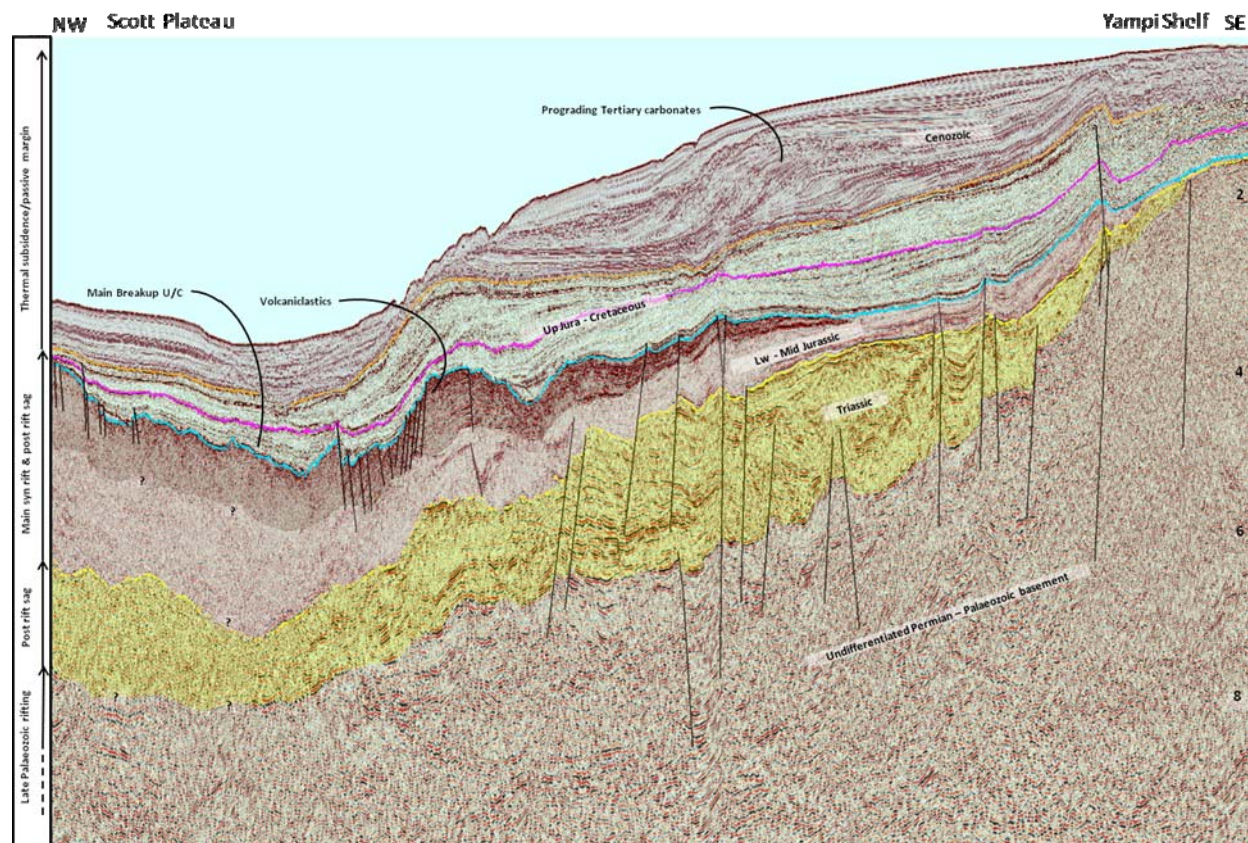 NW Scott Plateau
Yampi Shelf SE
Prograding Tertiary carbonates
Cenozoic
Main Breakup U/C
Volcaniclastics
Up Jura - Cretaceous
Lw - Mid Jurassic
Triassic
Undifferentiated Permian – Palaeozoic basement
2
4
6
8
?
?
?
?
?
Thermal subsidence/passive margin
Main syn rift & post rift sag
Post rift sag
Late Palaeozoic rifting